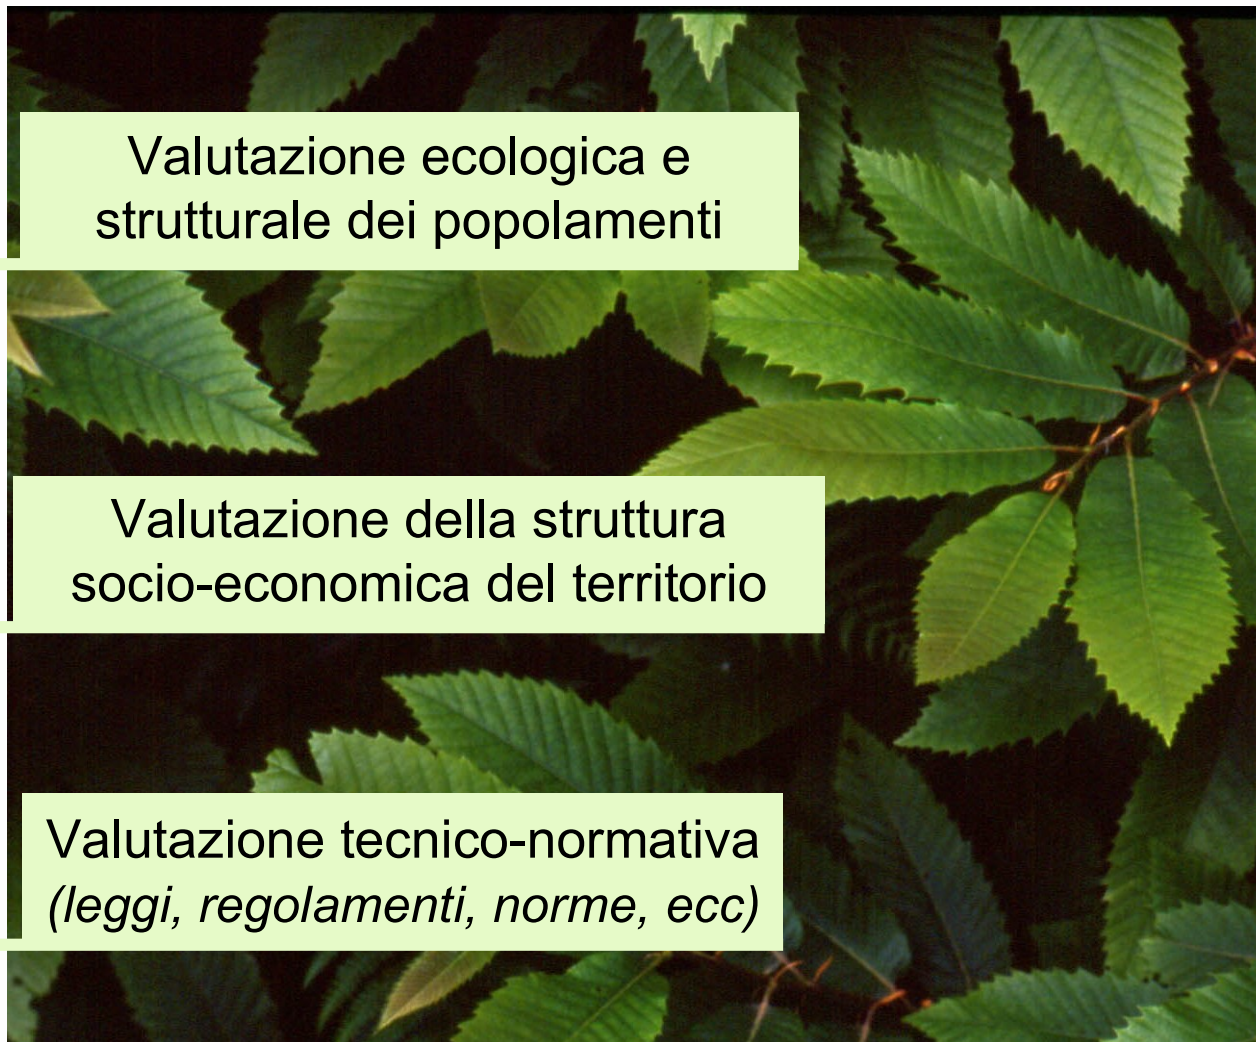 Valutazione ecologica e
strutturale dei popolamenti
Valutazione della struttura
socio-economica del territorio
Valutazione tecnico-normativa
(leggi, regolamenti, norme, ecc)